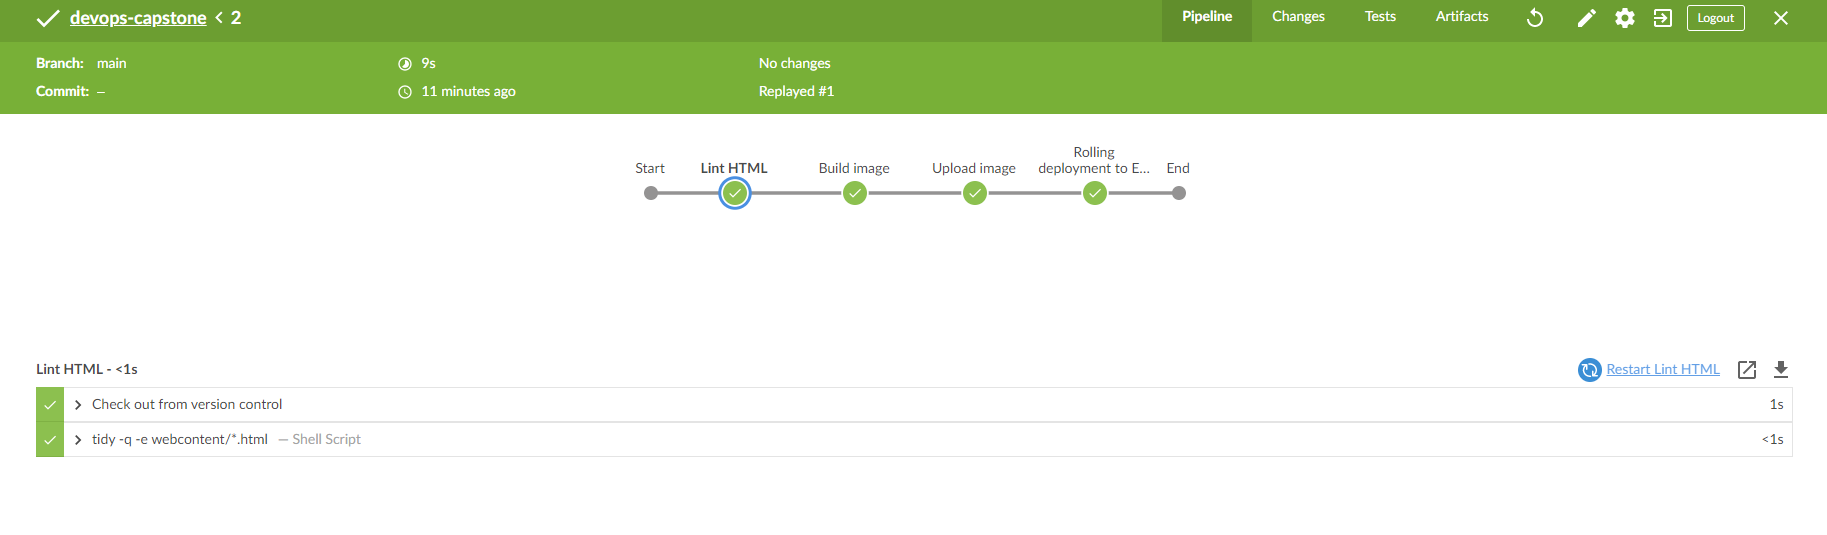 devops-capstone < 2
Pipeline
Changes
Tests
Artifacts
Logout
Branch: main
9s
No changes
Commit: –
11 minutes ago
Replayed #1
Start
Lint HTML
Build image
Upload image
Rolling
deployment to E...
End
Lint HTML - <1s
Restart Lint HTML
Check out from version control
1s
tidy -q -e webcontent/*.html — Shell Script
<1s